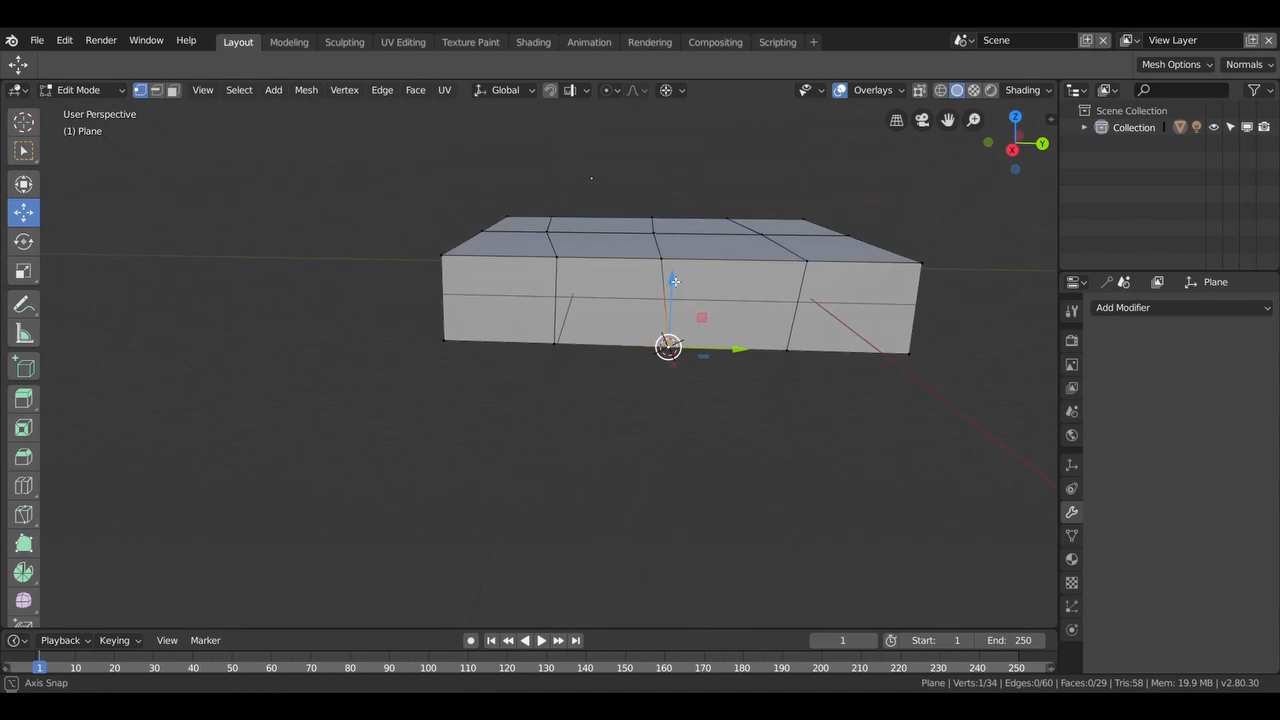 File Edit Render Window Help Layout Modeling Sculpting UV Editing Texture Paint Shading Animation Rendering Compositing Scripting + Scene View Layer
Mesh Options Normals
Edit Mode View Select Add Mesh Vertex Edge Face UV Global Overlays Shading
User Perspective
(1) Plane
Z
Y
X
Scene Collection
Collection
Plane
Add Modifier
Playback Keying View Marker 1 Start: 1 End: 250
1 10 20 30 40 50 60 70 80 90 100 110 120 130 140 150 160 170 180 190 200 210 220 230 240 250
Axis Snap Plane | Verts:1/34 | Edges:0/60 | Faces:0/29 | Tris:58 | Mem: 19.9 MB | v2.80.30